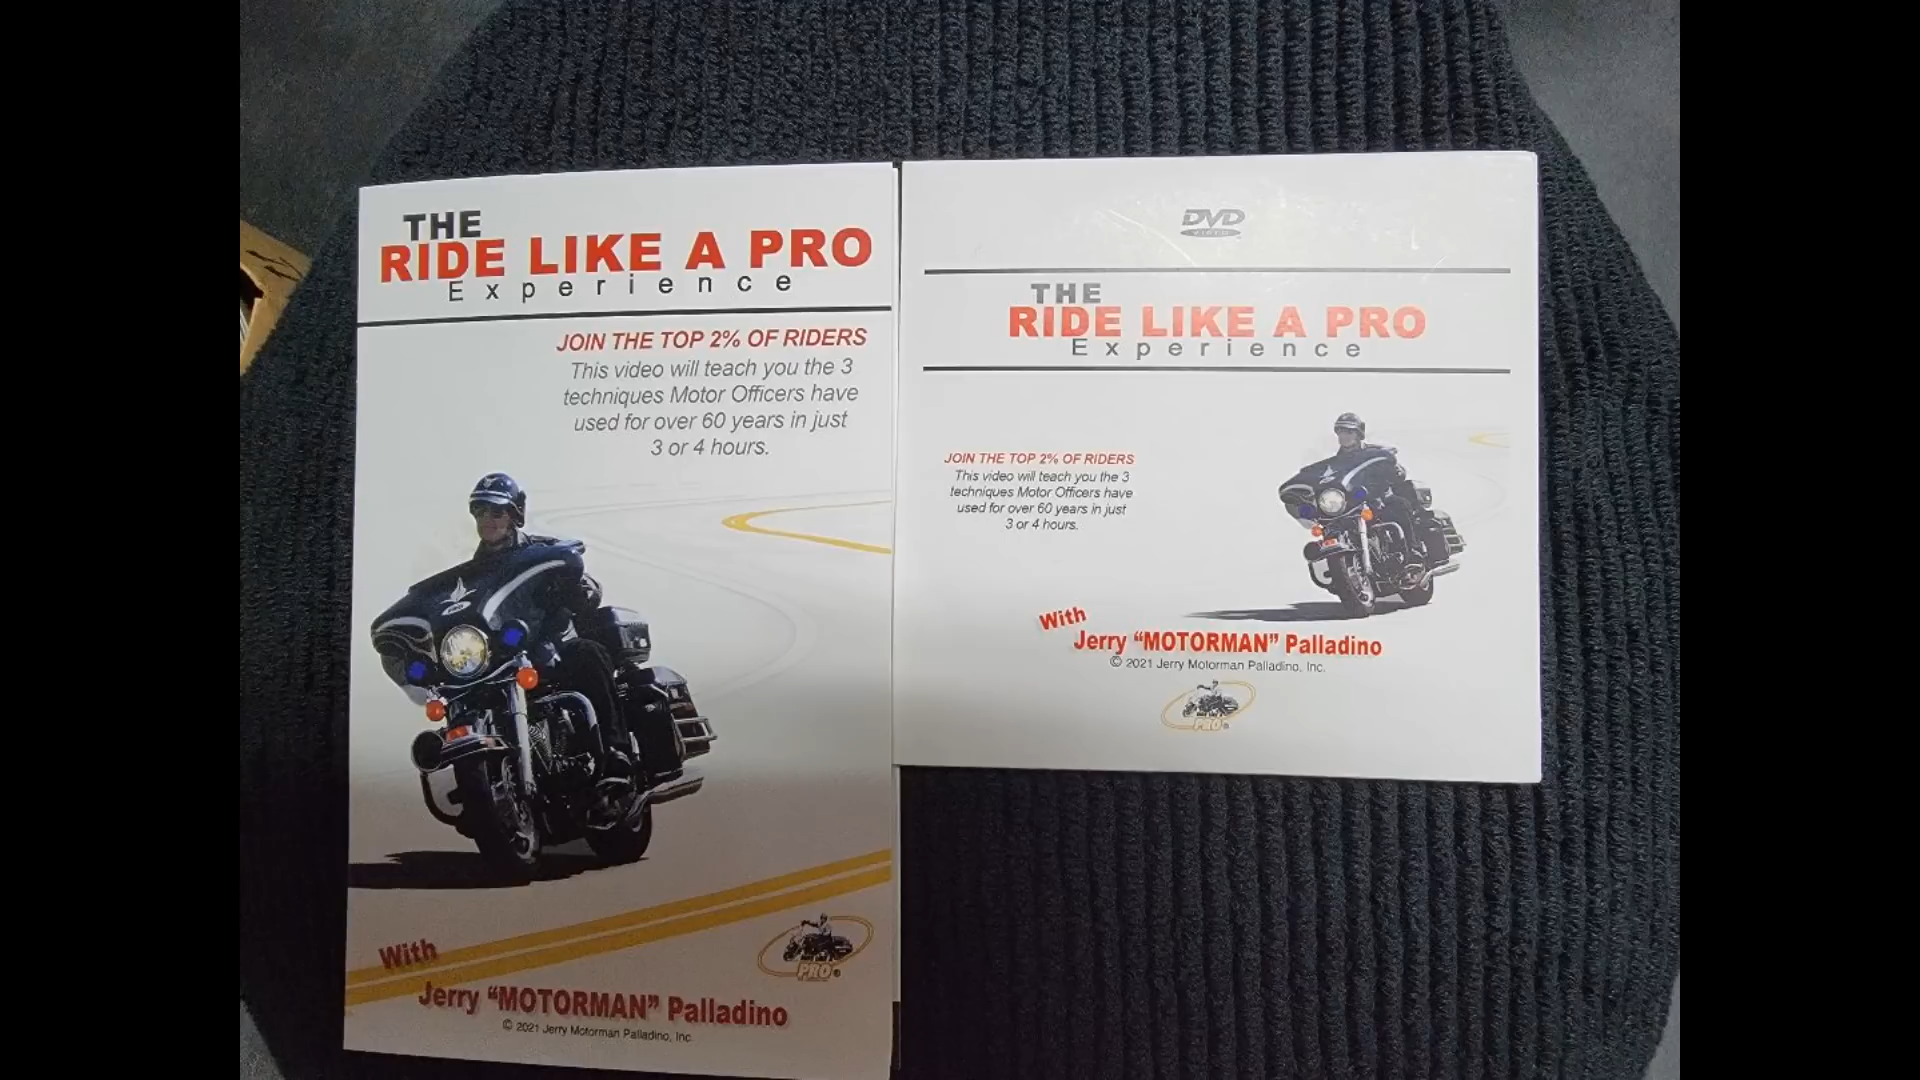 THE
RIDE LIKE A PRO
Experience
JOIN THE TOP 2% OF RIDERS
This video will teach you the 3
techniques Motor Officers have
used for over 60 years in just
3 or 4 hours.
With
Jerry “MOTORMAN” Palladino
© 2021 Jerry Motorman Palladino, Inc.
PRO®
DVD
VIDEO
THE
RIDE LIKE A PRO
Experience
JOIN THE TOP 2% OF RIDERS
This video will teach you the 3
techniques Motor Officers have
used for over 60 years in just
3 or 4 hours.
With
Jerry “MOTORMAN” Palladino
© 2021 Jerry Motorman Palladino, Inc.
PRO®